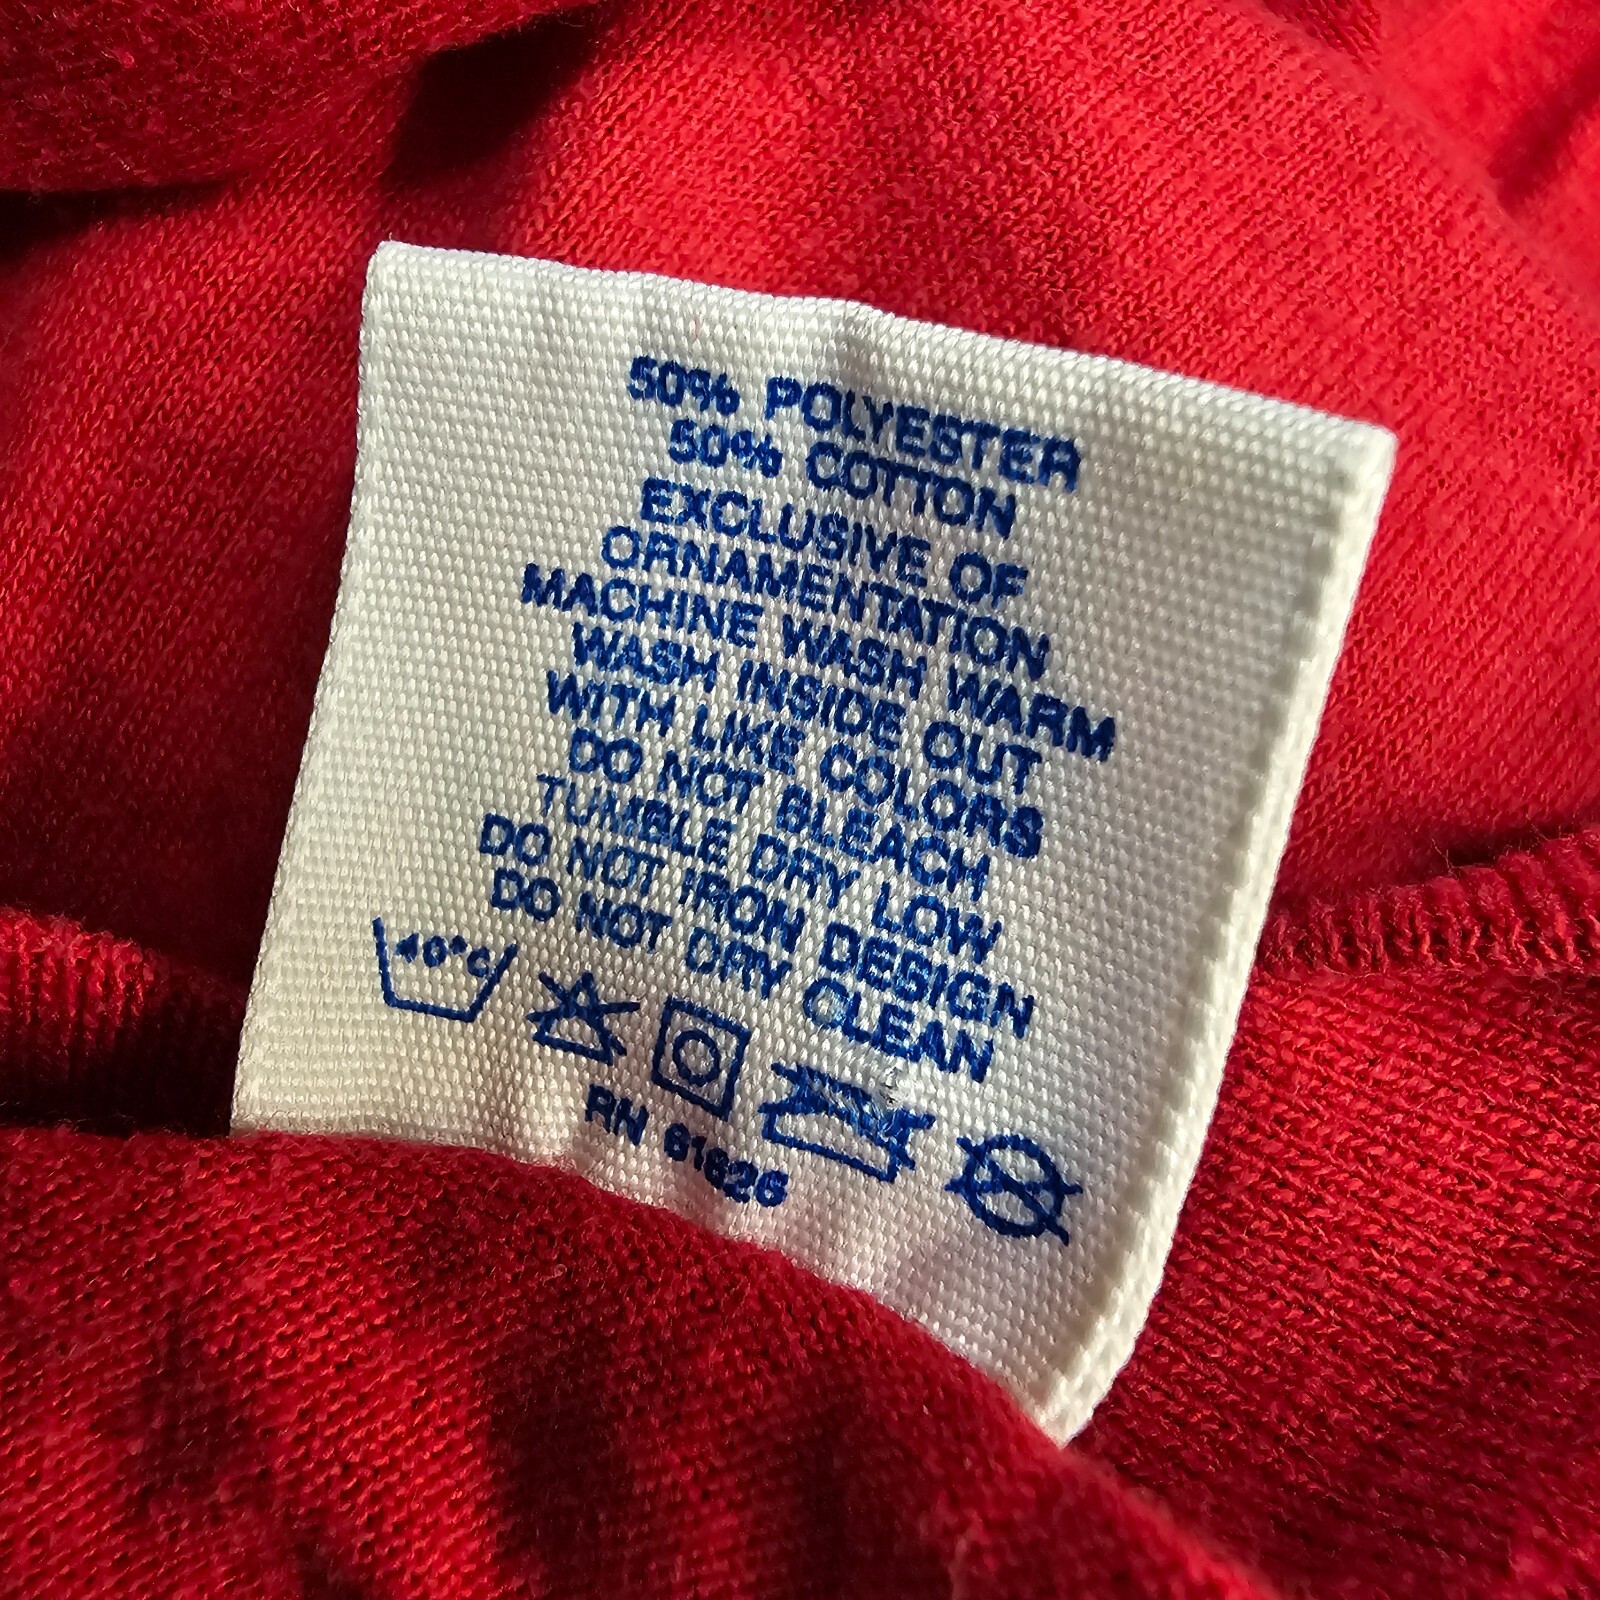 50% POLYESTER
50% COTTON
EXCLUSIVE OF
ORNAMENTATION
MACHINE WASH WARM
WASH INSIDE OUT
WITH LIKE COLORS
DO NOT BLEACH
TUMBLE DRY LOW
DO NOT IRON DESIGN
DO NOT DRY CLEAN
40°C
RN 61626